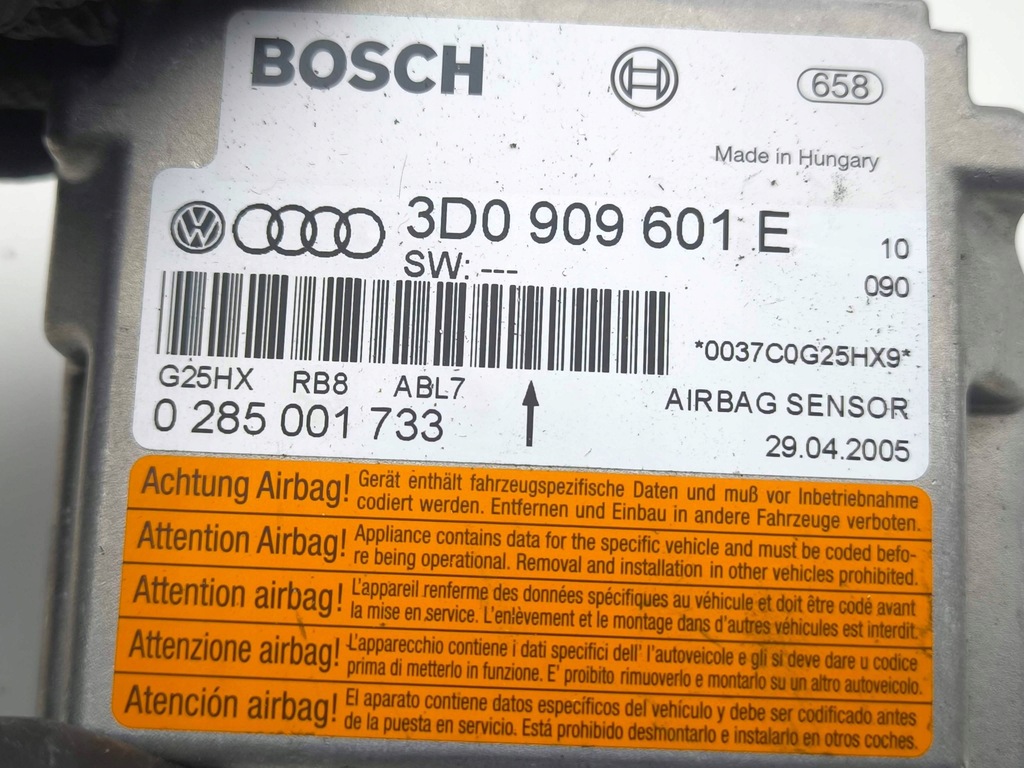 BOSCH
658
Made in Hungary
3D0 909 601 E
10
SW: ---
090
*0037C0G25HX9*
G25HX RB8 ABL7
AIRBAG SENSOR
0 285 001 733
29.04.2005
Achtung Airbag! Gerät enthält fahrzeugspezifische Daten und muß vor Inbetriebnahme
codiert werden. Entfernen und Einbau in andere Fahrzeuge verboten.
Attention Airbag! Appliance contains data for the specific vehicle and must be coded befo-
re being operational. Removal and installation in other vehicles prohibited.
Attention airbag! L'appareil renferme des données spécifiques au véhicule et doit être codé avant
la mise en service. L'enlèvement et le montage dans d'autres véhicules est interdit.
Attenzione airbag! L'apparecchio contiene i dati specifici dell' l'autoveicole e gli si deve dare u codice
prima di metterlo in funzione. E' proibito rimuoverlo e montarlo su un altro autoveicolo.
Atención airbag! El aparato contiene datos específicos del vehículo y debe ser codificado antes
de la puesta en servicio. Está prohibido desmontarlo e instalarlo en otros coches.